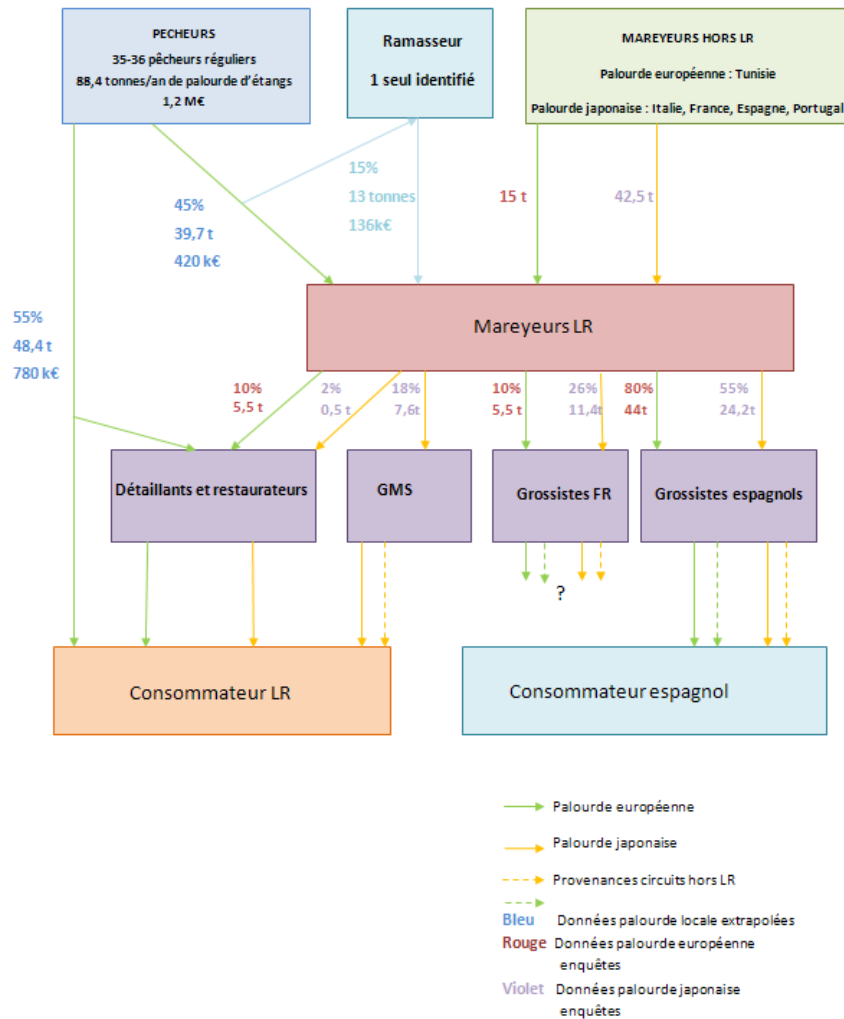 PECHEURS
35-36 pêcheurs réguliers
88,4 tonnes/an de palourde d'étangs
1,2 M€
Ramasseur
1 seul identifié
MAREYEURS HORS LR
Palourde européenne : Tunisie
Palourde japonaise : Italie, France, Espagne, Portugal
45%
39,7 t
420 k€
15%
13 tonnes
136k€
15 t
42,5 t
55%
48,4 t
780 k€
Mareyeurs LR
10%
5,5 t
2%
0,5 t
18%
7,6t
10%
5,5 t
26%
11,4t
80%
44t
55%
24,2t
Détaillants et restaurateurs
GMS
Grossistes FR
Grossistes espagnols
?
Consommateur LR
Consommateur espagnol
Palourde européenne
Palourde japonaise
Provenances circuits hors LR
Bleu Données palourde locale extrapolées
Rouge Données palourde européenne
enquêtes
Violet Données palourde japonaise
enquêtes